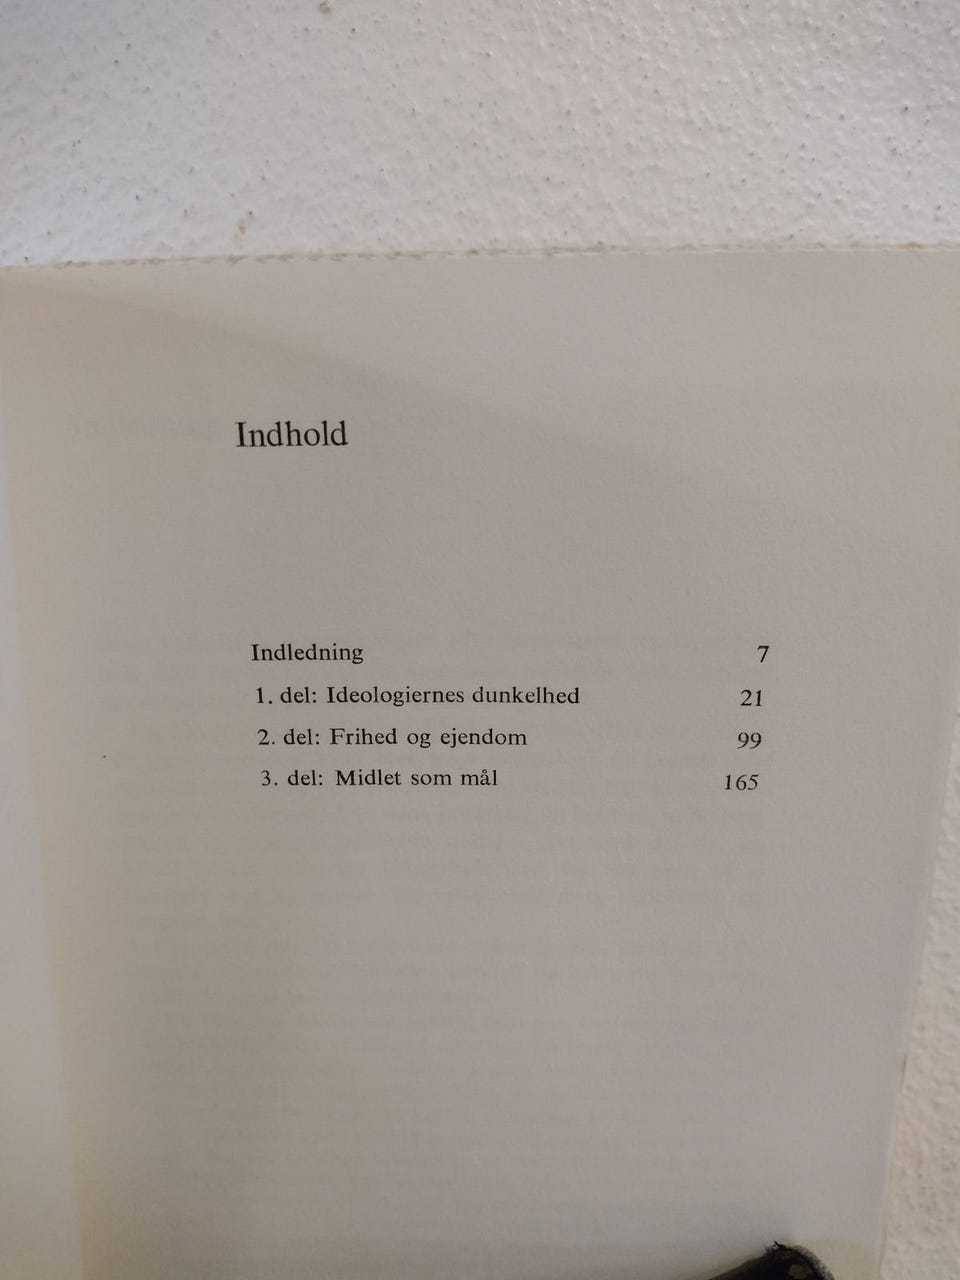 Indhold
Indledning 7
1. del: Ideologiernes dunkelhed 21
2. del: Frihed og ejendom 99
3. del: Midlet som mål 165